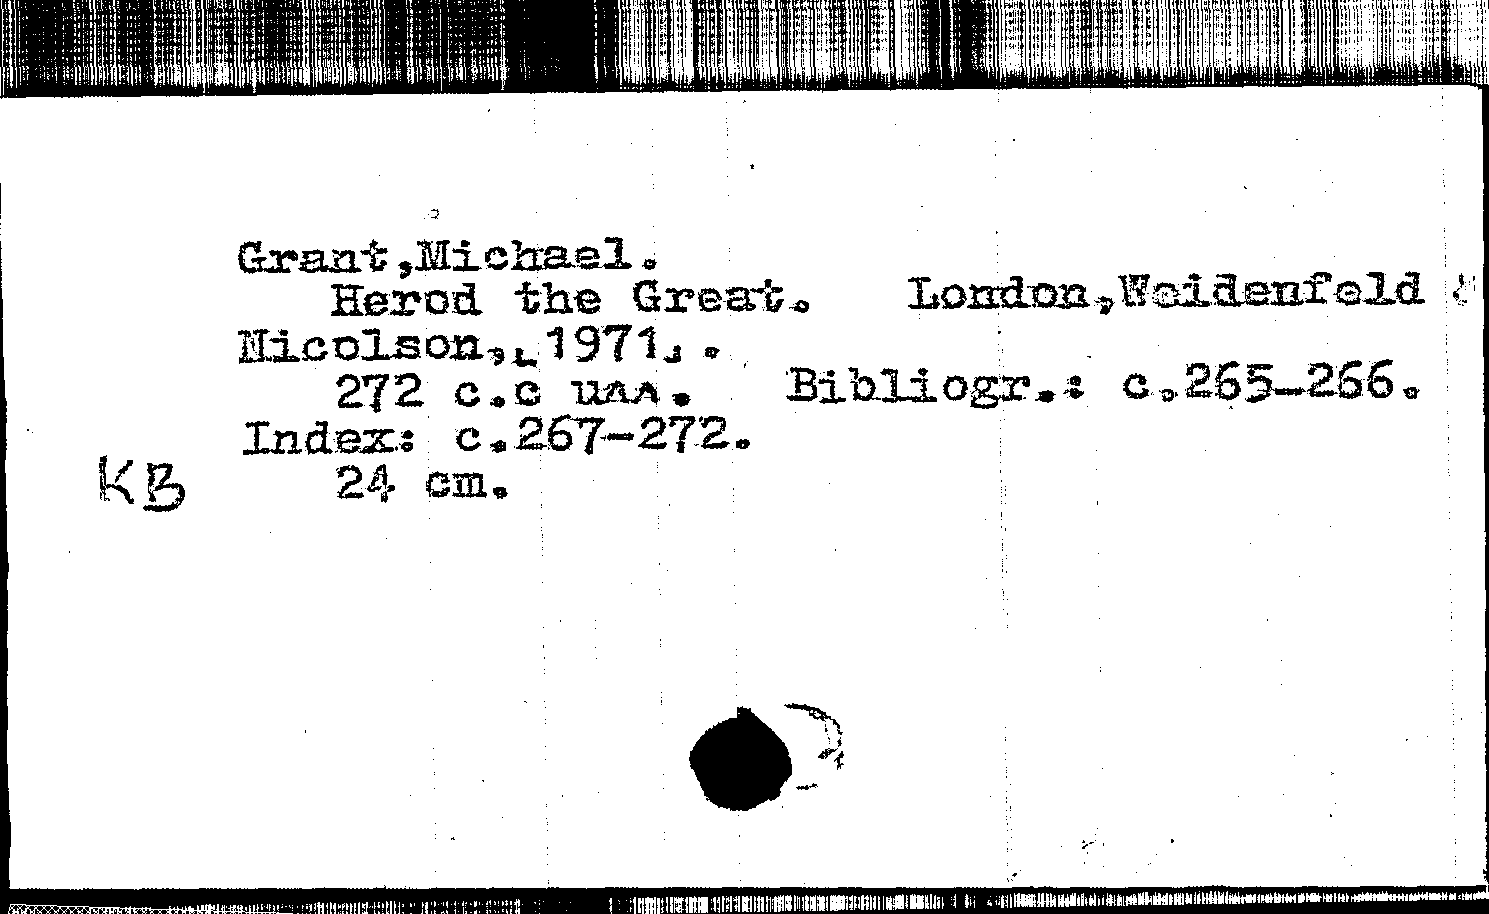 Grant,Michael.
Herod the Great. London,Weidenfeld &
Nicolson,[1971].
272 c.с илл. Bibliogr.: c.265-266.
Index: c.267-272.
KB 24 cm.